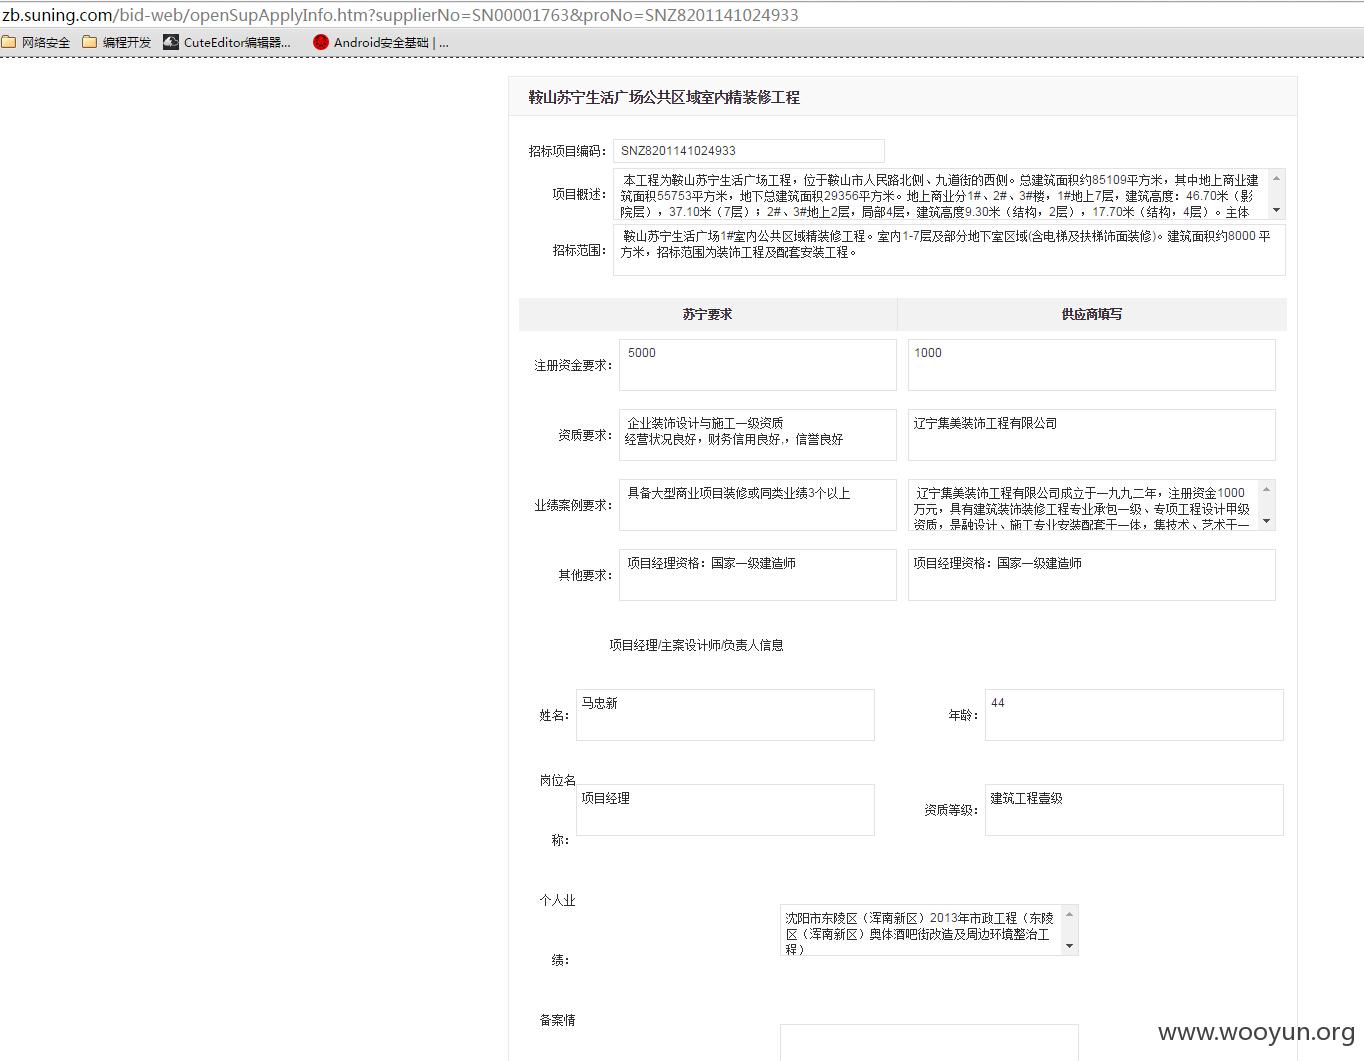 zb.suning.com/bid-web/openSupApplyInfo.htm?supplierNo=SN00001763&proNo=SNZ8201141024933
网络安全 编程开发 CuteEditor编辑器... Android安全基础 | ...
鞍山苏宁生活广场公共区域室内精装修工程
招标项目编码： SNZ8201141024933
项目概述：
本工程为鞍山苏宁生活广场工程，位于鞍山市人民路北侧、九道街的西侧。总建筑面积约85109平方米，其中地上商业建
筑面积55753平方米，地下总建筑面积29356平方米。地上商业分1#、2#、3#楼，1#地上7层，建筑高度：46.70米（影
院层），37.10米（7层）；2#、3#地上2层，局部4层，建筑高度9.30米（结构，2层），17.70米（结构，4层）。主体
招标范围：
鞍山苏宁生活广场1#室内公共区域精装修工程。室内1-7层及部分地下室区域(含电梯及扶梯饰面装修)。建筑面积约8000 平
方米，招标范围为装饰工程及配套安装工程。
苏宁要求 供应商填写
注册资金要求： 5000 1000
资质要求：
企业装饰设计与施工一级资质
经营状况良好，财务信用良好,，信誉良好
辽宁集美装饰工程有限公司
业绩案例要求：
具备大型商业项目装修或同类业绩3个以上
辽宁集美装饰工程有限公司成立于一九九二年，注册资金1000
万元，具有建筑装饰装修工程专业承包一级、专项工程设计甲级
资质，是融设计、施工专业安装配套于一体，集技术、艺术于一
其他要求： 项目经理资格：国家一级建造师 项目经理资格：国家一级建造师
项目经理/主案设计师/负责人信息
姓名： 马忠新 年龄： 44
岗位名
称：
项目经理
资质等级： 建筑工程壹级
个人业
绩：
沈阳市东陵区（浑南新区）2013年市政工程（东陵
区（浑南新区）奥体酒吧街改造及周边环境整治工
程）
备案情
www.wooyun.org